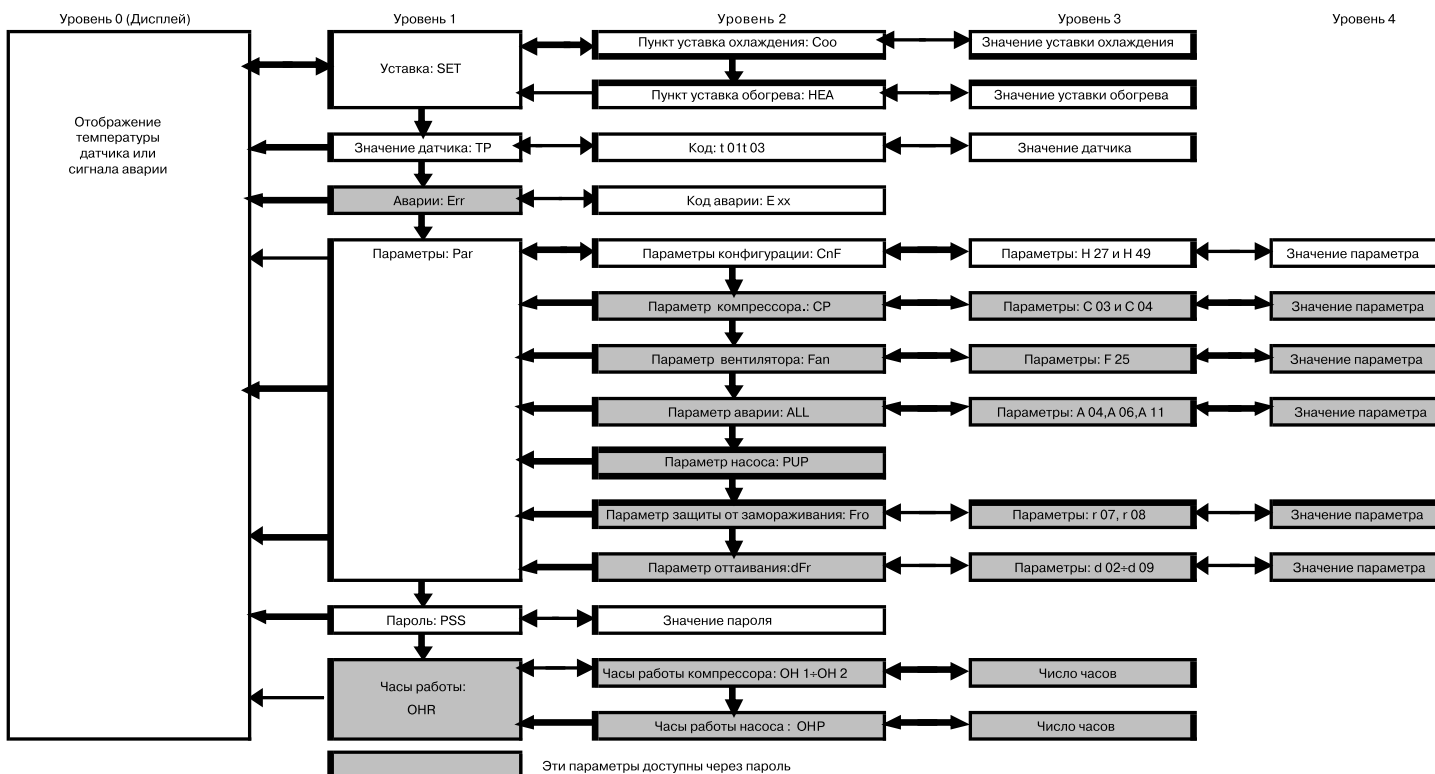 Уровень 0 (Дисплей)
Уровень 1
Уровень 2
Уровень 3
Уровень 4
Отображение
температуры
датчика или
сигнала аварии
Уставка: SET
Пункт уставка охлаждения: Coo
Значение уставки охлаждения
Пункт уставка обогрева: HEA
Значение уставки обогрева
Значение датчика: TP
Код: t 01t 03
Значение датчика
Аварии: Err
Код аварии: E xx
Параметры: Par
Параметры конфигурации: CnF
Параметры: H 27 и H 49
Значение параметра
Параметр компрессора.: CP
Параметры: C 03 и C 04
Значение параметра
Параметр вентилятора: Fan
Параметры: F 25
Значение параметра
Параметр аварии: ALL
Параметры: A 04,A 06,A 11
Значение параметра
Параметр насоса: PUP
Параметр защиты от замораживания: Fro
Параметры: r 07, r 08
Значение параметра
Параметр оттаивания:dFr
Параметры: d 02÷d 09
Значение параметра
Пароль: PSS
Значение пароля
Часы работы:
OHR
Часы работы компрессора: OH 1÷OH 2
Число часов
Часы работы насоса : OHP
Число часов
Эти параметры доступны через пароль